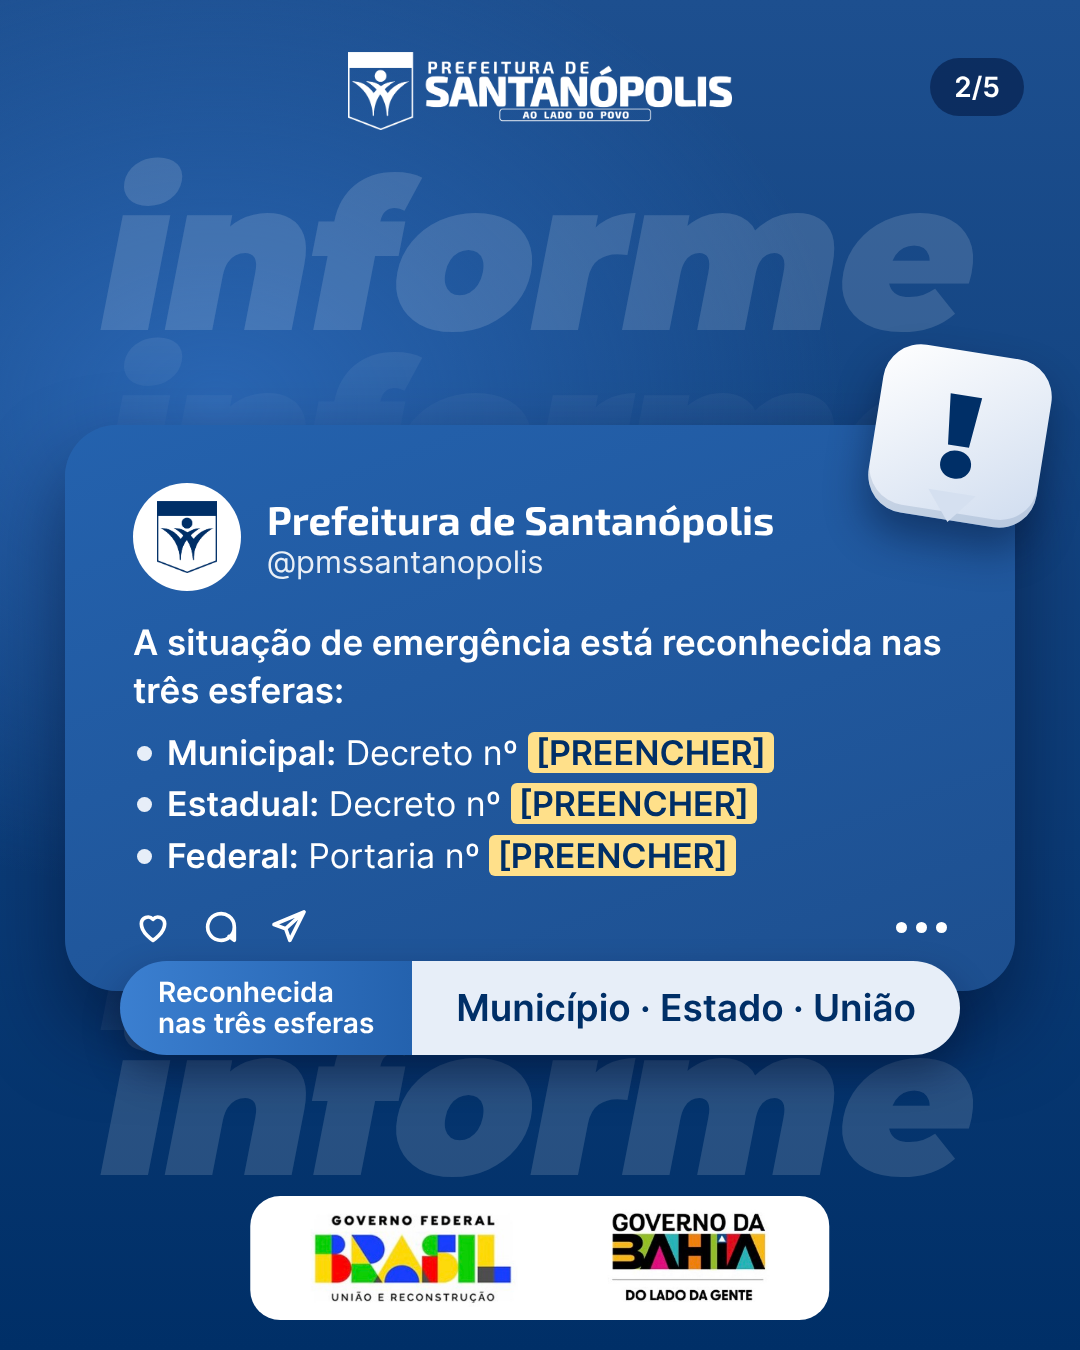 PREFEITURA DE
SANTANÓPOLIS
AO LADO DO POVO
2/5
informe
informe
!
Prefeitura de Santanópolis
@pmssantanopolis
A situação de emergência está reconhecida nas
três esferas:
• Municipal: Decreto nº [PREENCHER]
• Estadual: Decreto nº [PREENCHER]
• Federal: Portaria nº [PREENCHER]
Reconhecida
nas três esferas
Município · Estado · União
informe
GOVERNO FEDERAL
BRASIL
UNIÃO E RECONSTRUÇÃO
GOVERNO DA
BAHIA
DO LADO DA GENTE